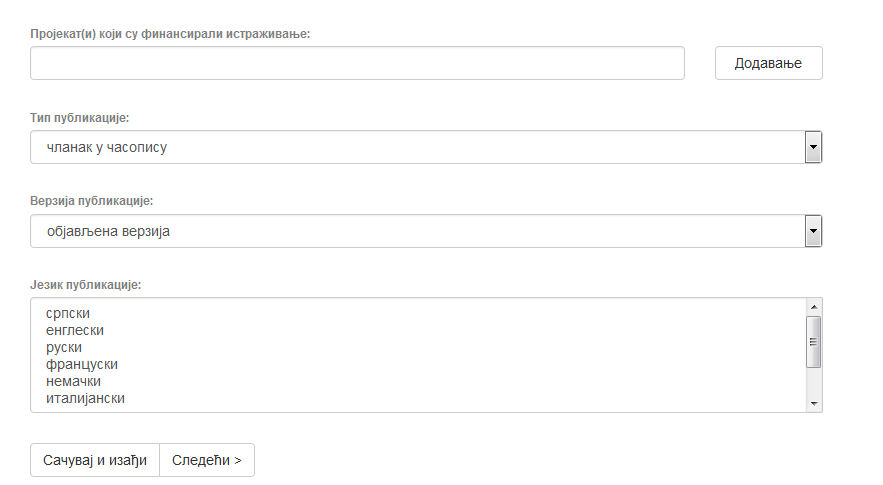 Пројекат(и) који су финансирали истраживање:
Додавање
Тип публикације:
чланак у часопису
Верзија публикације:
објављена верзија
Језик публикације:
српски
енглески
руски
француски
немачки
италијански
Сачувај и изађи
Следећи >